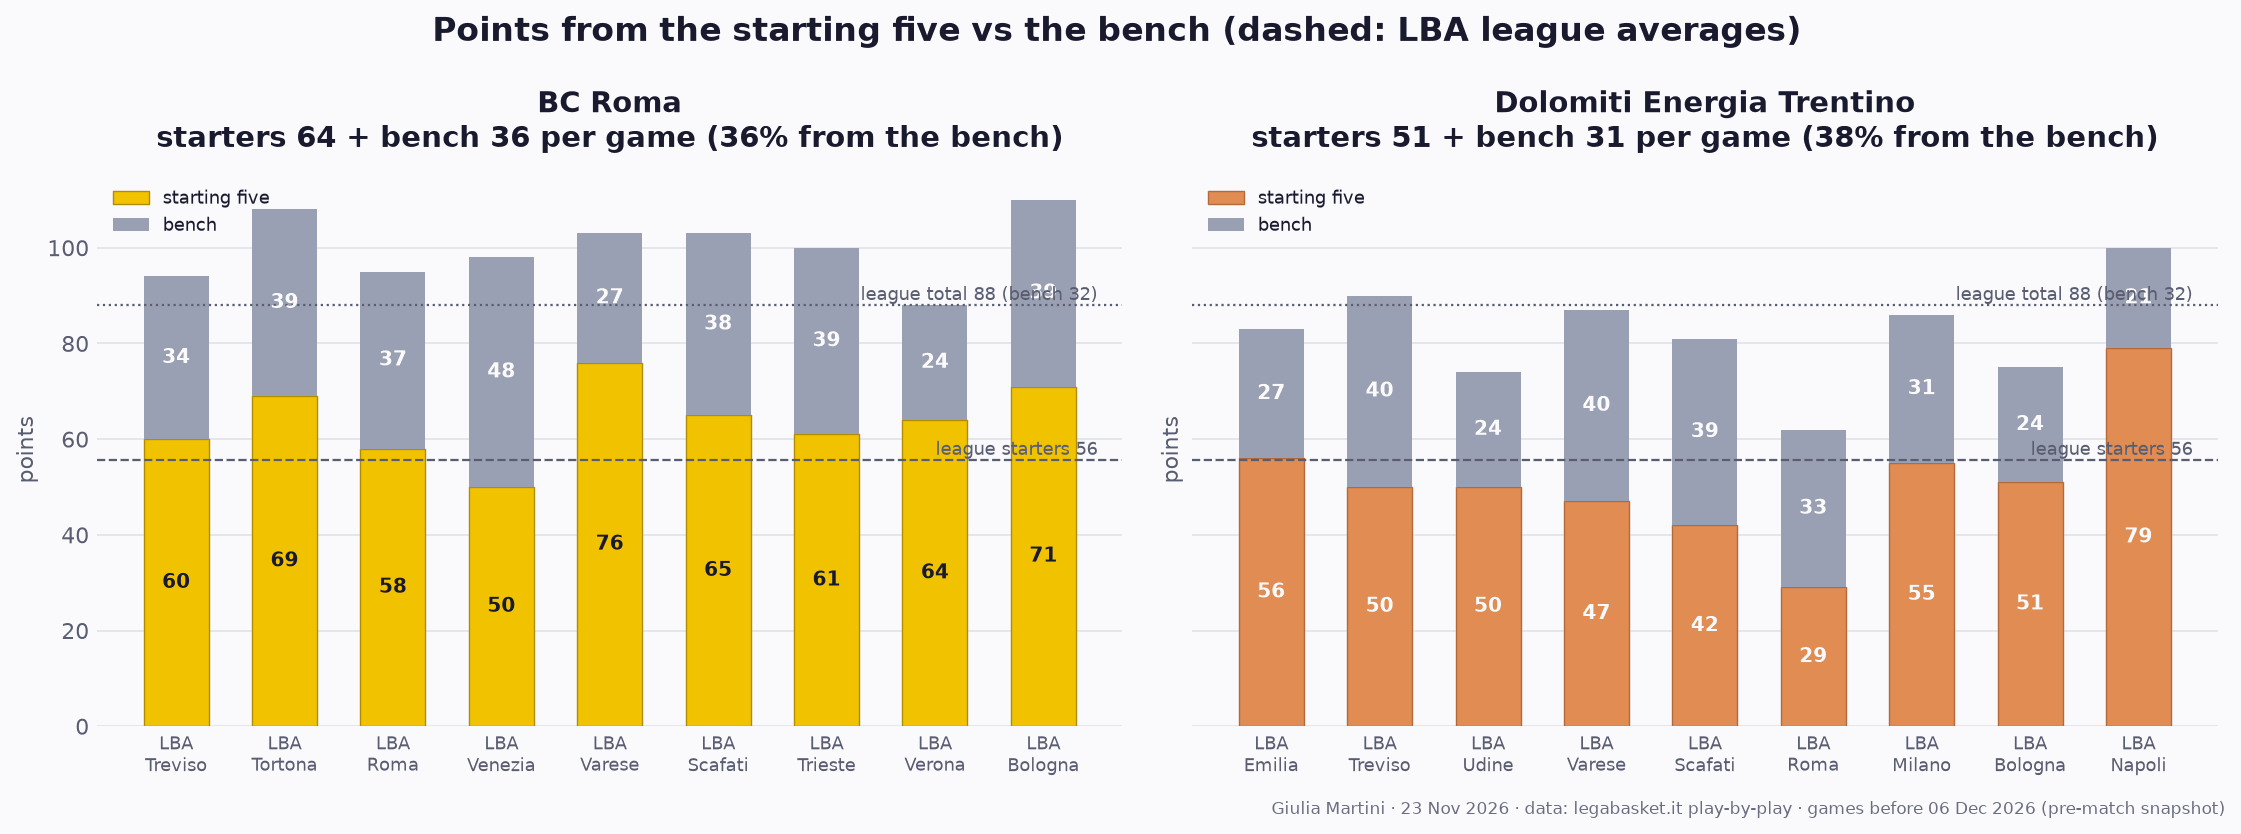 Points from the starting five vs the bench (dashed: LBA league averages)
BC Roma
starters 64 + bench 36 per game (36% from the bench)
starting five
bench
100
80
60
40
20
0
points
league total 88 (bench 32)
league starters 56
34
39
37
48
27
38
39
24
39
60
69
58
50
76
65
61
64
71
LBA
Treviso
LBA
Tortona
LBA
Roma
LBA
Venezia
LBA
Varese
LBA
Scafati
LBA
Trieste
LBA
Verona
LBA
Bologna
Dolomiti Energia Trentino
starters 51 + bench 31 per game (38% from the bench)
starting five
bench
points
league total 88 (bench 32)
league starters 56
27
40
24
40
39
33
31
24
21
56
50
50
47
42
29
55
51
79
LBA
Emilia
LBA
Treviso
LBA
Udine
LBA
Varese
LBA
Scafati
LBA
Roma
LBA
Milano
LBA
Bologna
LBA
Napoli
Giulia Martini · 23 Nov 2026 · data: legabasket.it play-by-play · games before 06 Dec 2026 (pre-match snapshot)